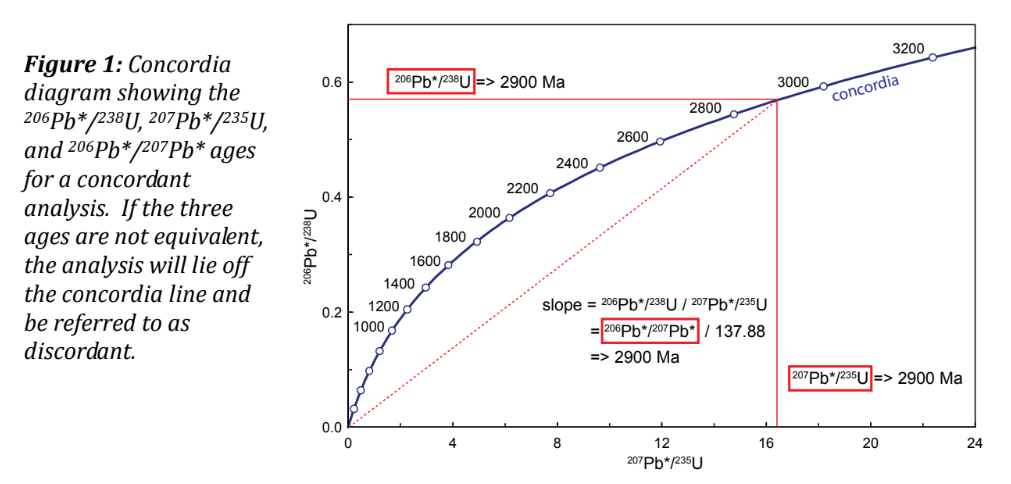 Figure 1: Concordia
diagram showing the
²⁰⁶Pb*/²³⁸U, ²⁰⁷Pb*/²³⁵U,
and ²⁰⁶Pb*/²⁰⁷Pb* ages
for a concordant
analysis. If the three
ages are not equivalent,
the analysis will lie off
the concordia line and
be referred to as
discordant.
²⁰⁶Pb*/²³⁸U
0.6
0.4
0.2
0.0
²⁰⁶Pb*/²³⁸U => 2900 Ma
3200
3000
concordia
2800
2600
2400
2200
2000
1800
1600
1400
1200
1000
slope = ²⁰⁶Pb*/²³⁸U / ²⁰⁷Pb*/²³⁵U
= ²⁰⁶Pb*/²⁰⁷Pb* / 137.88
=> 2900 Ma
²⁰⁷Pb*/²³⁵U => 2900 Ma
0 4 8 12 16 20 24
²⁰⁷Pb*/²³⁵U